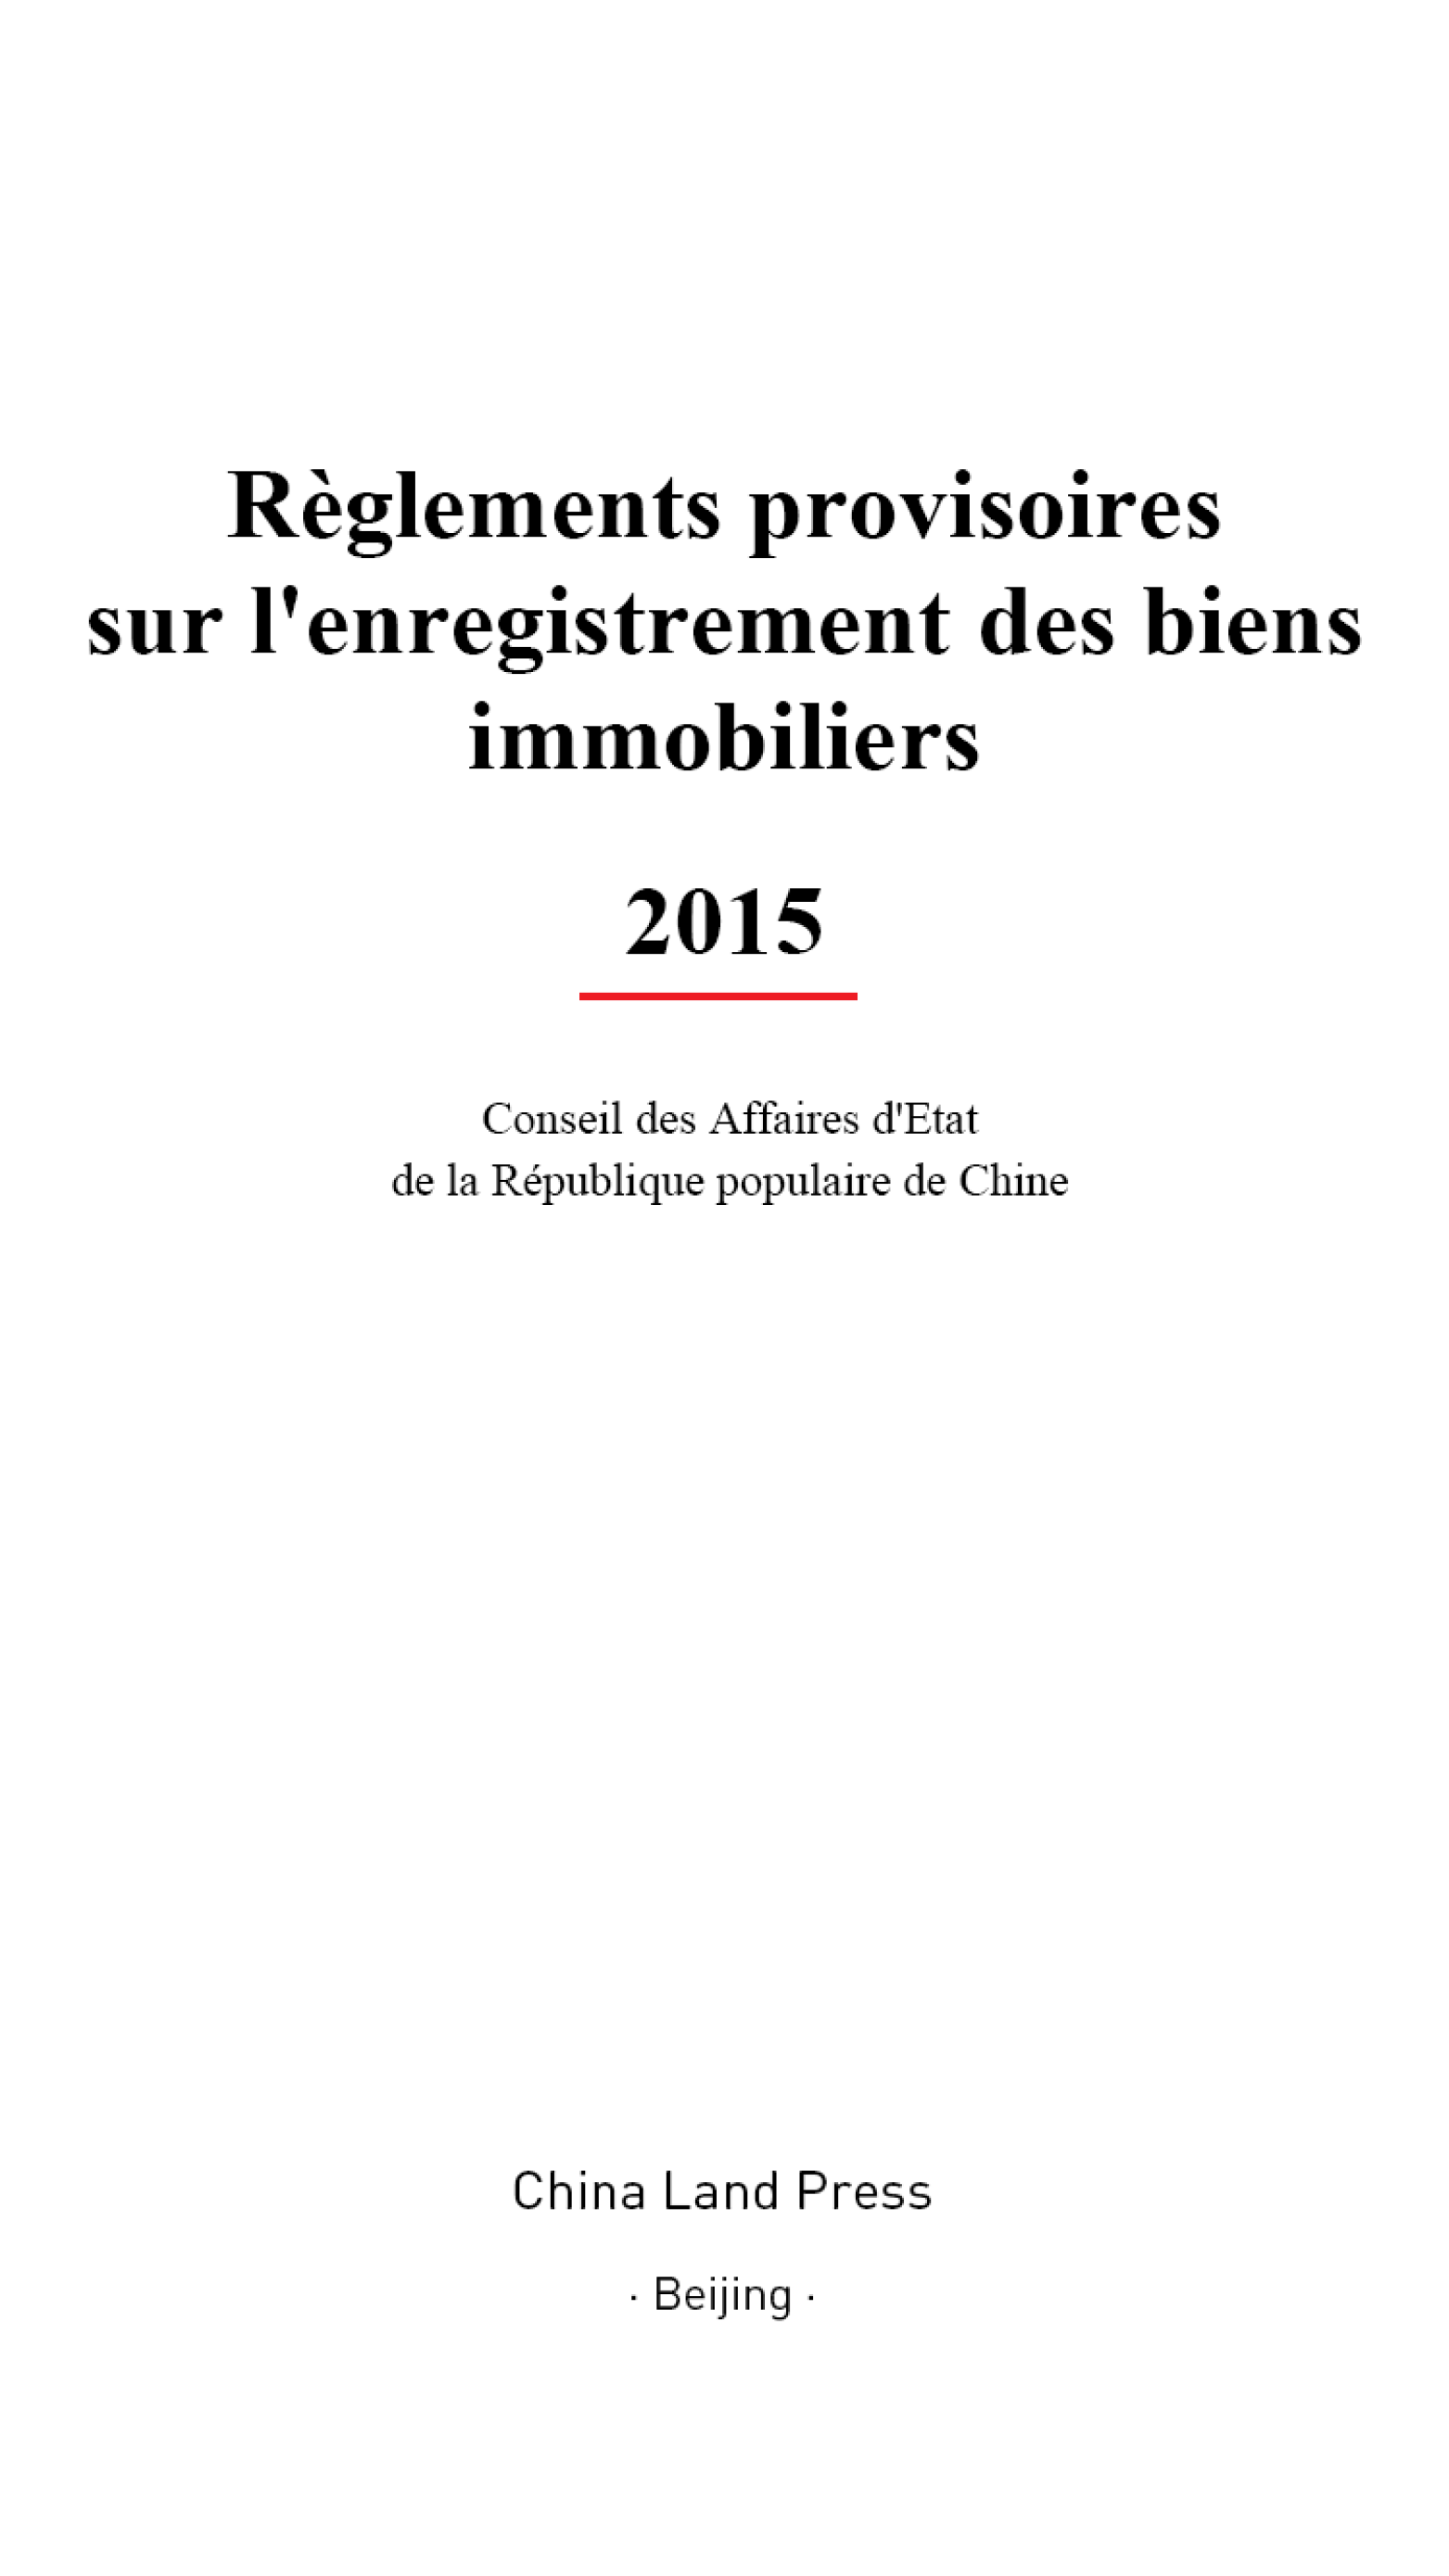 Règlements provisoires
sur l'enregistrement des biens
immobiliers
2015
Conseil des Affaires d'Etat
de la République populaire de Chine
China Land Press
· Beijing ·